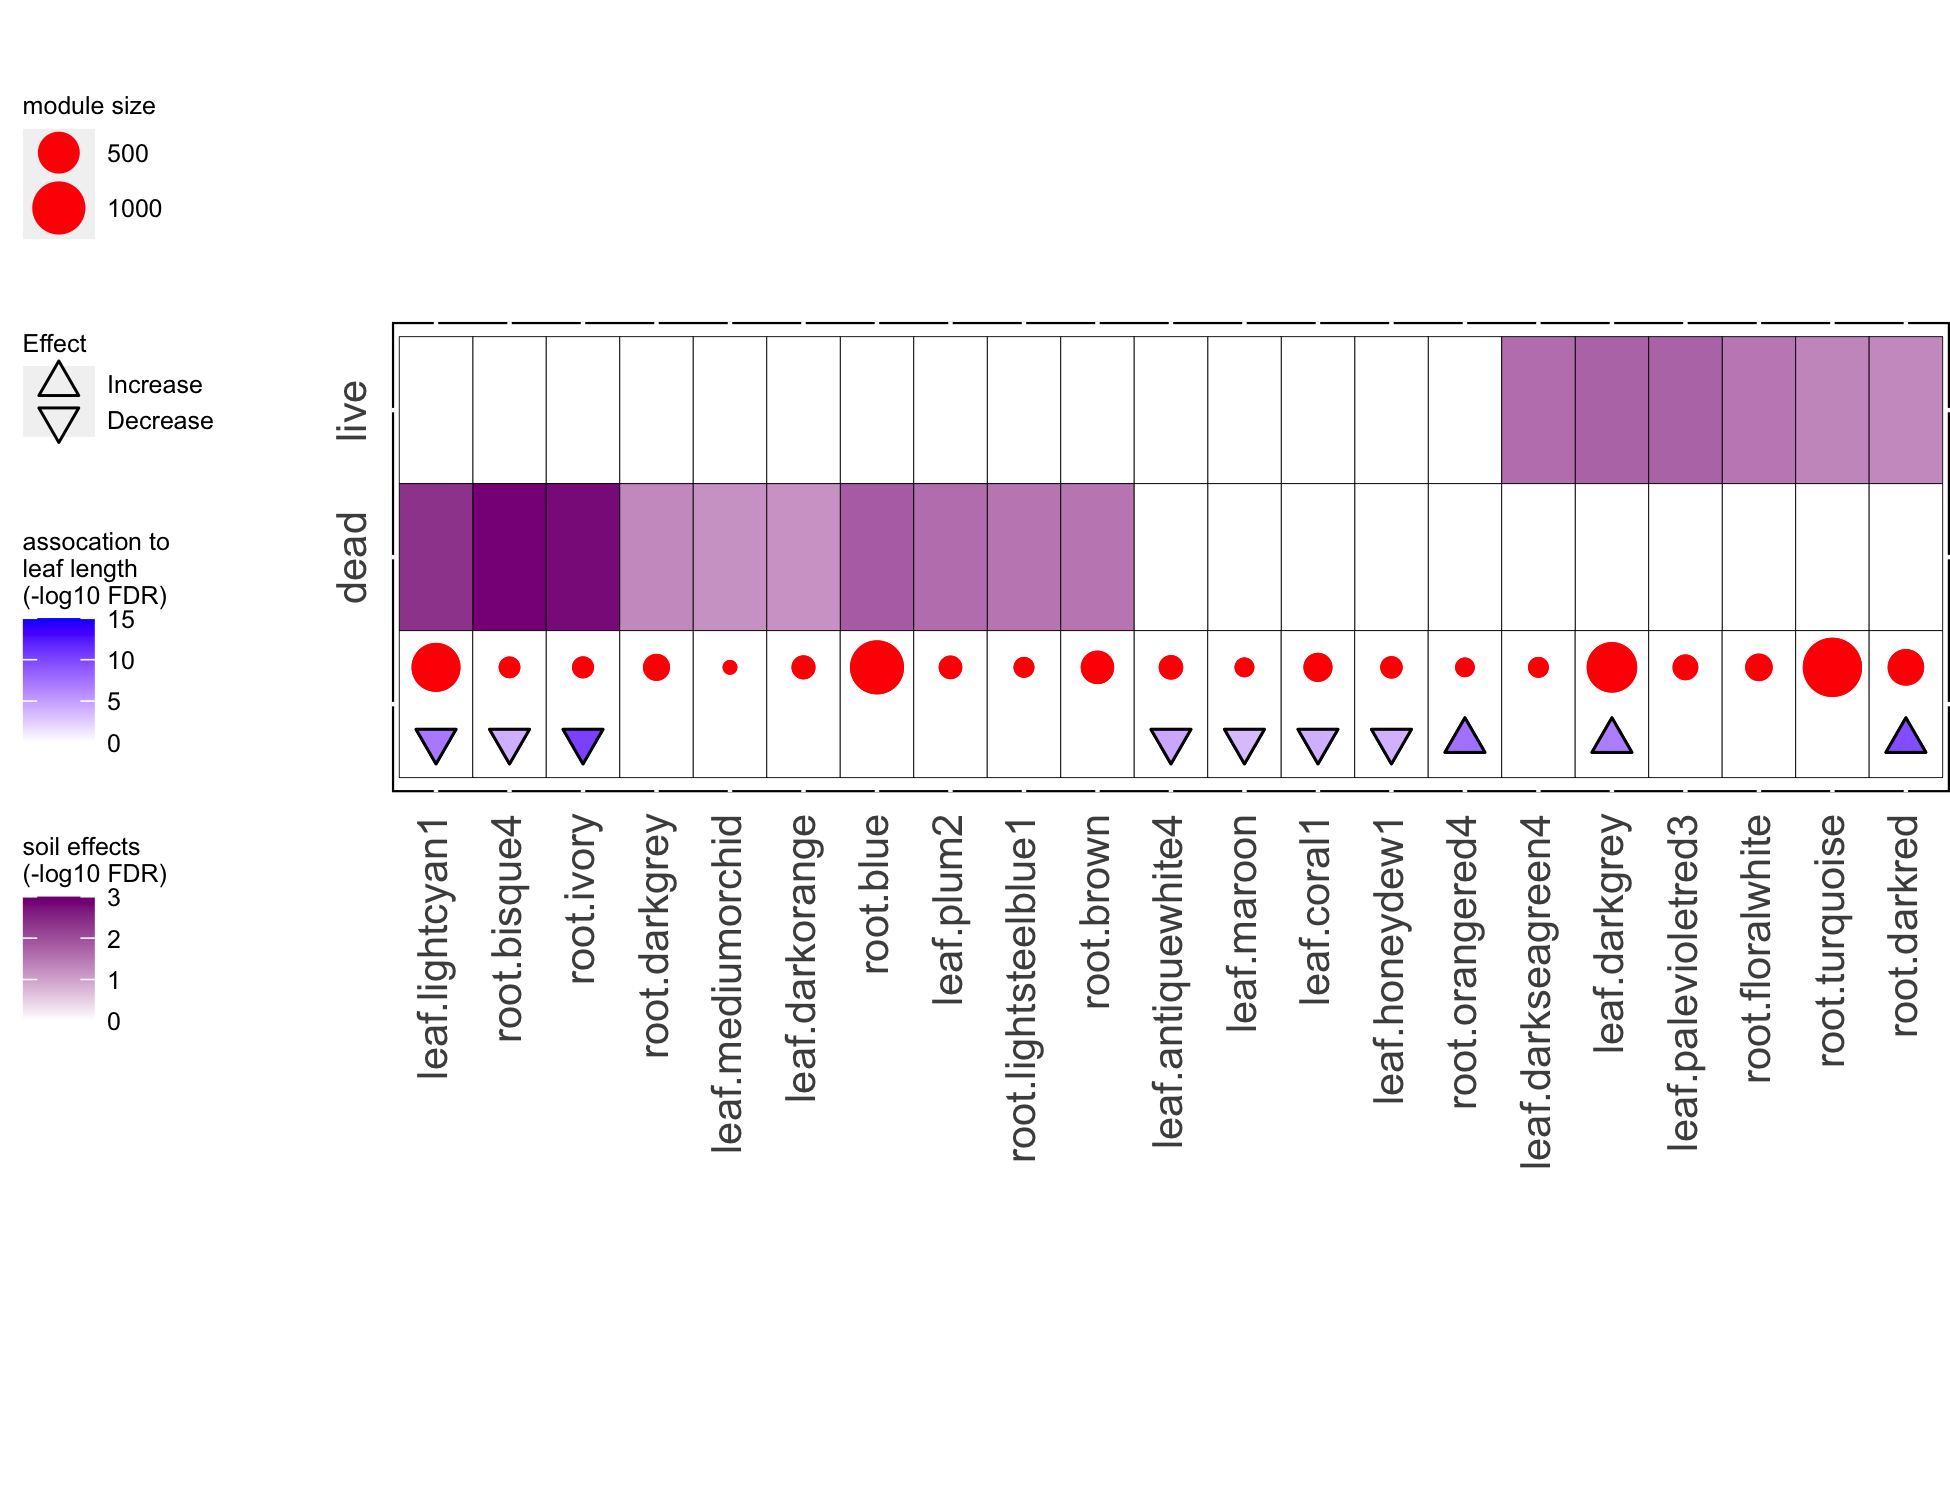 module size
500
1000
Effect
Increase
Decrease
assocation to
leaf length
(-log10 FDR)
15
10
5
0
soil effects
(-log10 FDR)
3
2
1
0
live
dead
leaf.lightcyan1
root.bisque4
root.ivory
root.darkgrey
leaf.mediumorchid
leaf.darkorange
root.blue
leaf.plum2
root.lightsteelblue1
root.brown
leaf.antiquewhite4
leaf.maroon
leaf.coral1
leaf.honeydew1
root.orangered4
leaf.darkseagreen4
leaf.darkgrey
leaf.palevioletred3
root.floralwhite
root.turquoise
root.darkred